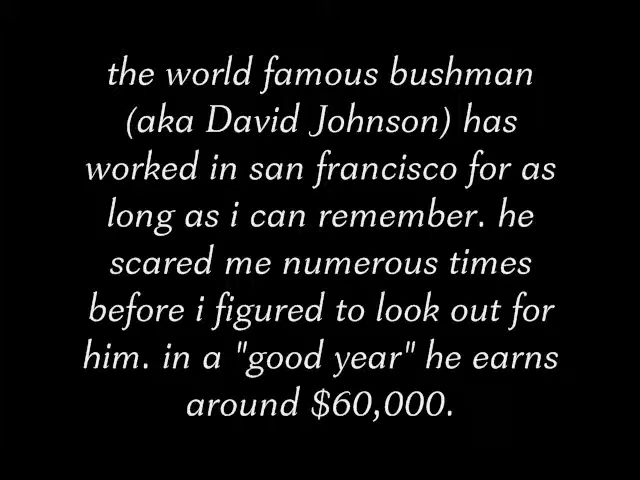 the world famous bushman
(aka David Johnson) has
worked in san francisco for as
long as i can remember. he
scared me numerous times
before i figured to look out for
him. in a "good year" he earns
around $60,000.